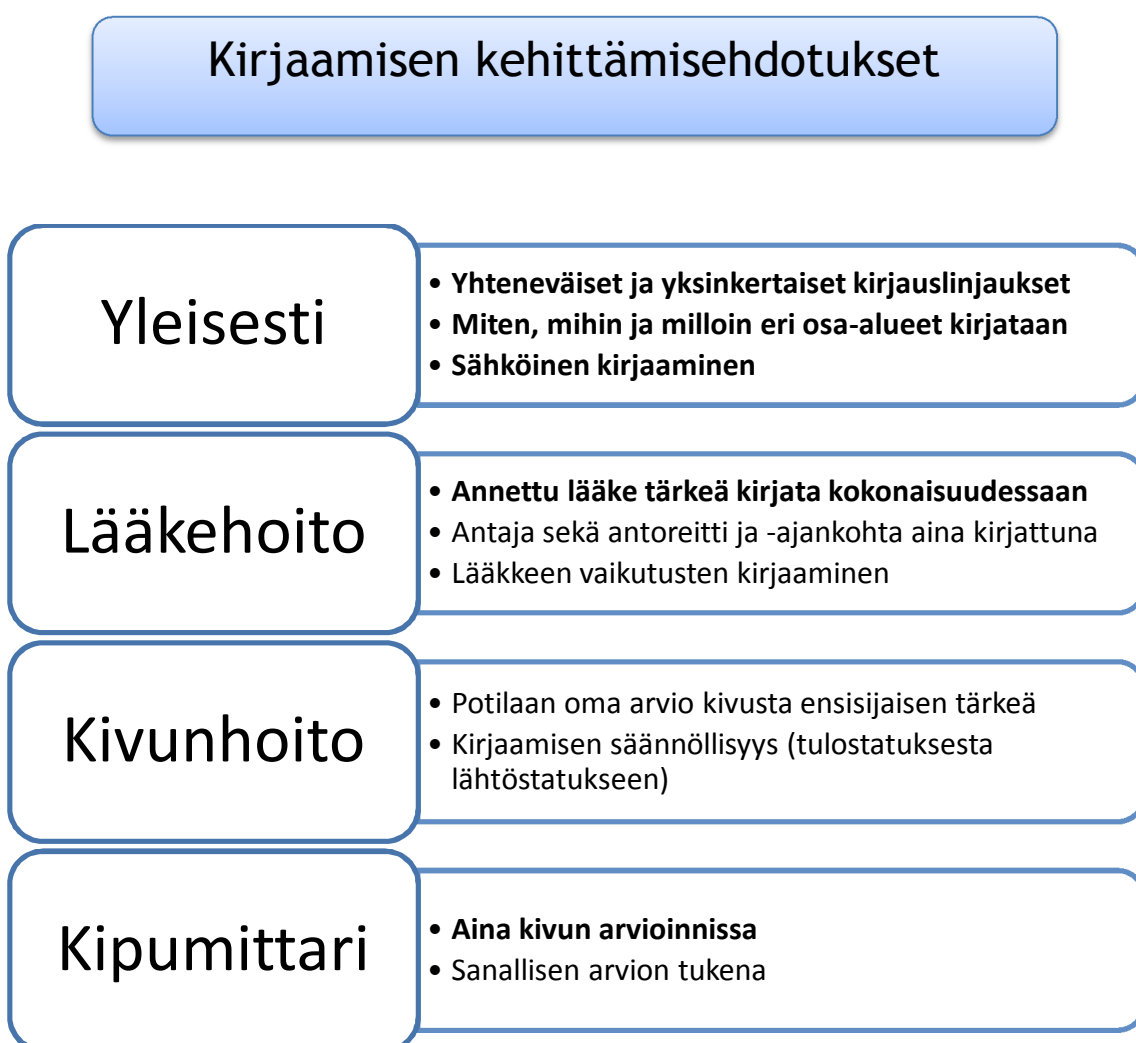 Kirjaamisen kehittämisehdotukset
Yleisesti
• Yhteneväiset ja yksinkertaiset kirjauslinjaukset
• Miten, mihin ja milloin eri osa-alueet kirjataan
• Sähköinen kirjaaminen
Lääkehoito
• Annettu lääke tärkeä kirjata kokonaisuudessaan
• Antaja sekä antoreitti ja -ajankohta aina kirjattuna
• Lääkkeen vaikutusten kirjaaminen
Kivunhoito
• Potilaan oma arvio kivusta ensisijaisen tärkeä
• Kirjaamisen säännöllisyys (tulostatuksesta
lähtöstatukseen)
Kipumittari
• Aina kivun arvioinnissa
• Sanallisen arvion tukena